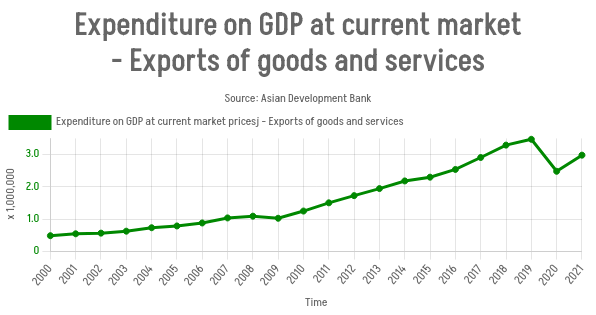 Expenditure on GDP at current market
- Exports of goods and services
Source: Asian Development Bank
Expenditure on GDP at current market pricesj - Exports of goods and services
x 1,000,000
3.0
2.0
1.0
0
2000 2001 2002 2003 2004 2005 2006 2007 2008 2009 2010 2011 2012 2013 2014 2015 2016 2017 2018 2019 2020 2021
Time